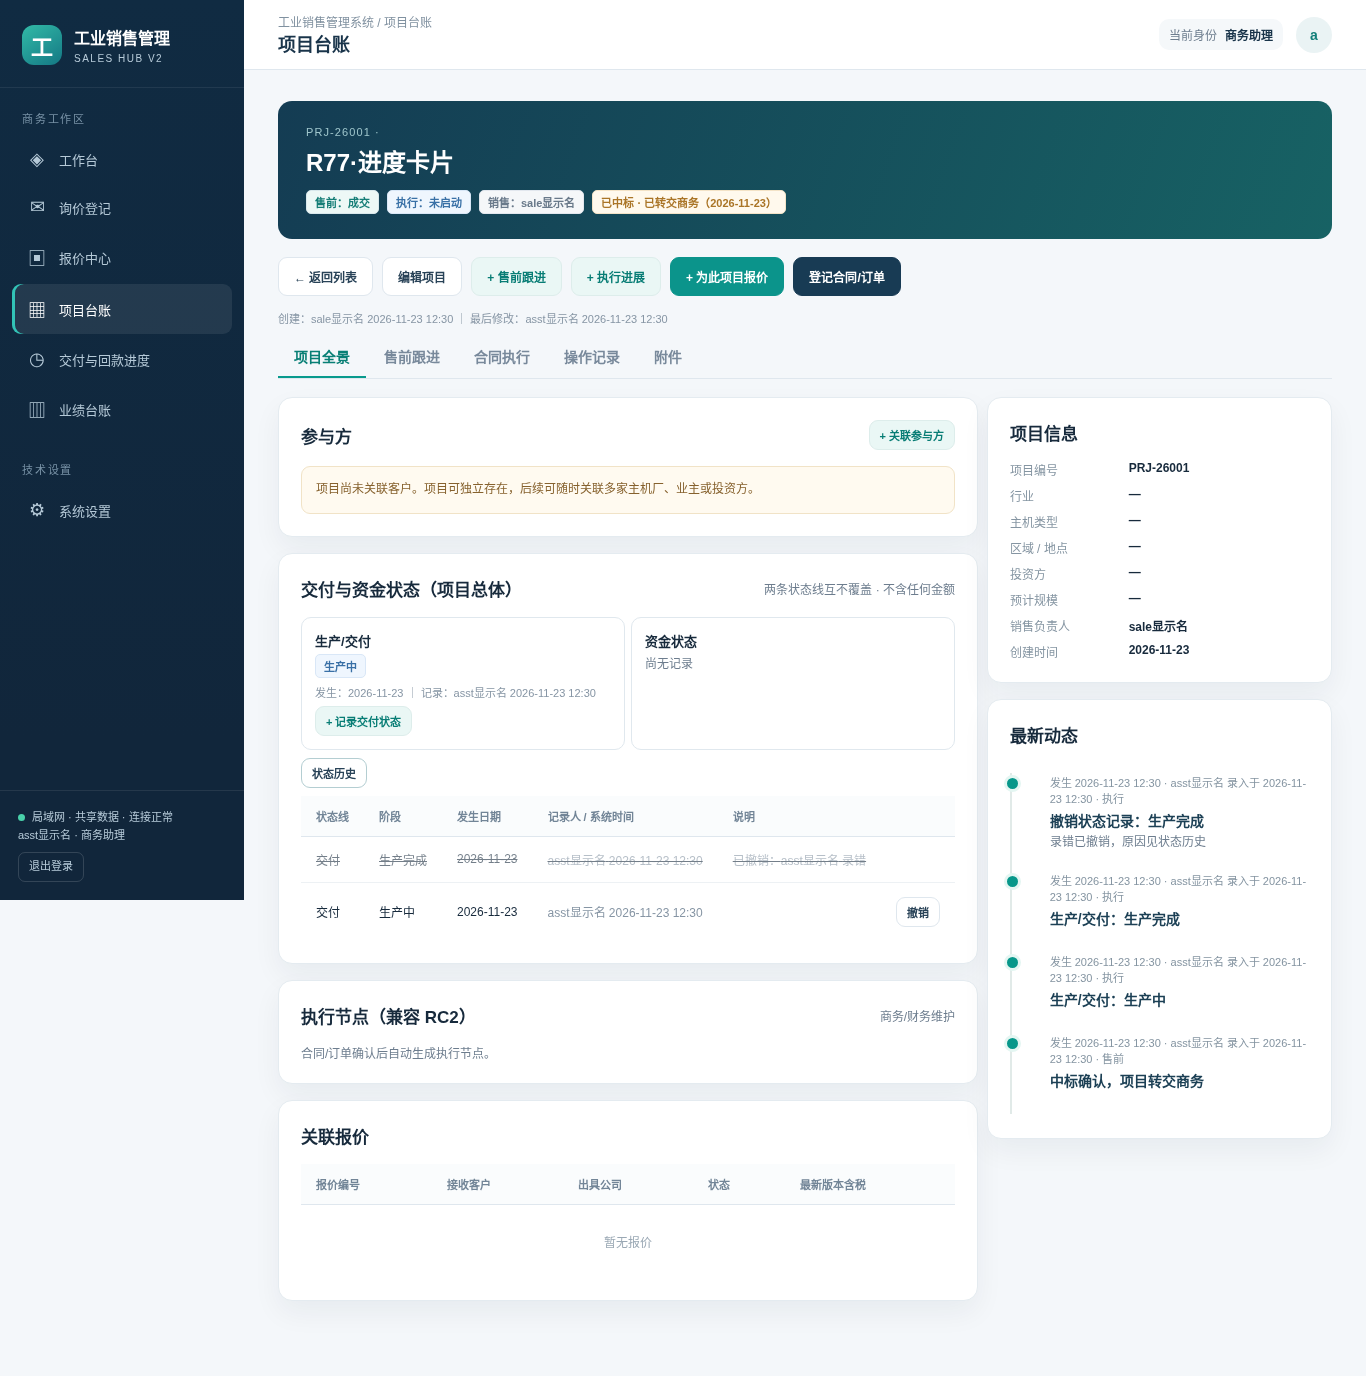 工
工业销售管理
SALES HUB V2
商务工作区
工作台
询价登记
报价中心
项目台账
交付与回款进度
业绩台账
技术设置
系统设置
局域网 · 共享数据 · 连接正常
asst显示名 · 商务助理
退出登录
工业销售管理系统 / 项目台账
项目台账
当前身份 商务助理
a
PRJ-26001 ·
R77·进度卡片
售前：成交
执行：未启动
销售：sale显示名
已中标 · 已转交商务（2026-11-23）
← 返回列表
编辑项目
+ 售前跟进
+ 执行进展
+ 为此项目报价
登记合同/订单
创建：sale显示名 2026-11-23 12:30 ｜ 最后修改：asst显示名 2026-11-23 12:30
项目全景
售前跟进
合同执行
操作记录
附件
参与方
+ 关联参与方
项目尚未关联客户。项目可独立存在，后续可随时关联多家主机厂、业主或投资方。
交付与资金状态（项目总体）
两条状态线互不覆盖 · 不含任何金额
生产/交付
生产中
发生：2026-11-23 ｜ 记录：asst显示名 2026-11-23 12:30
+ 记录交付状态
资金状态
尚无记录
状态历史
状态线 阶段 发生日期 记录人 / 系统时间 说明
交付 生产完成 2026-11-23 asst显示名 2026-11-23 12:30 已撤销：asst显示名 录错
交付 生产中 2026-11-23 asst显示名 2026-11-23 12:30 撤销
执行节点（兼容 RC2）
商务/财务维护
合同/订单确认后自动生成执行节点。
关联报价
报价编号 接收客户 出具公司 状态 最新版本含税
暂无报价
项目信息
项目编号 PRJ-26001
行业 —
主机类型 —
区域 / 地点 —
投资方 —
预计规模 —
销售负责人 sale显示名
创建时间 2026-11-23
最新动态
发生 2026-11-23 12:30 · asst显示名 录入于 2026-11-
23 12:30 · 执行
撤销状态记录：生产完成
录错已撤销，原因见状态历史
发生 2026-11-23 12:30 · asst显示名 录入于 2026-11-
23 12:30 · 执行
生产/交付：生产完成
发生 2026-11-23 12:30 · asst显示名 录入于 2026-11-
23 12:30 · 执行
生产/交付：生产中
发生 2026-11-23 12:30 · asst显示名 录入于 2026-11-
23 12:30 · 售前
中标确认，项目转交商务